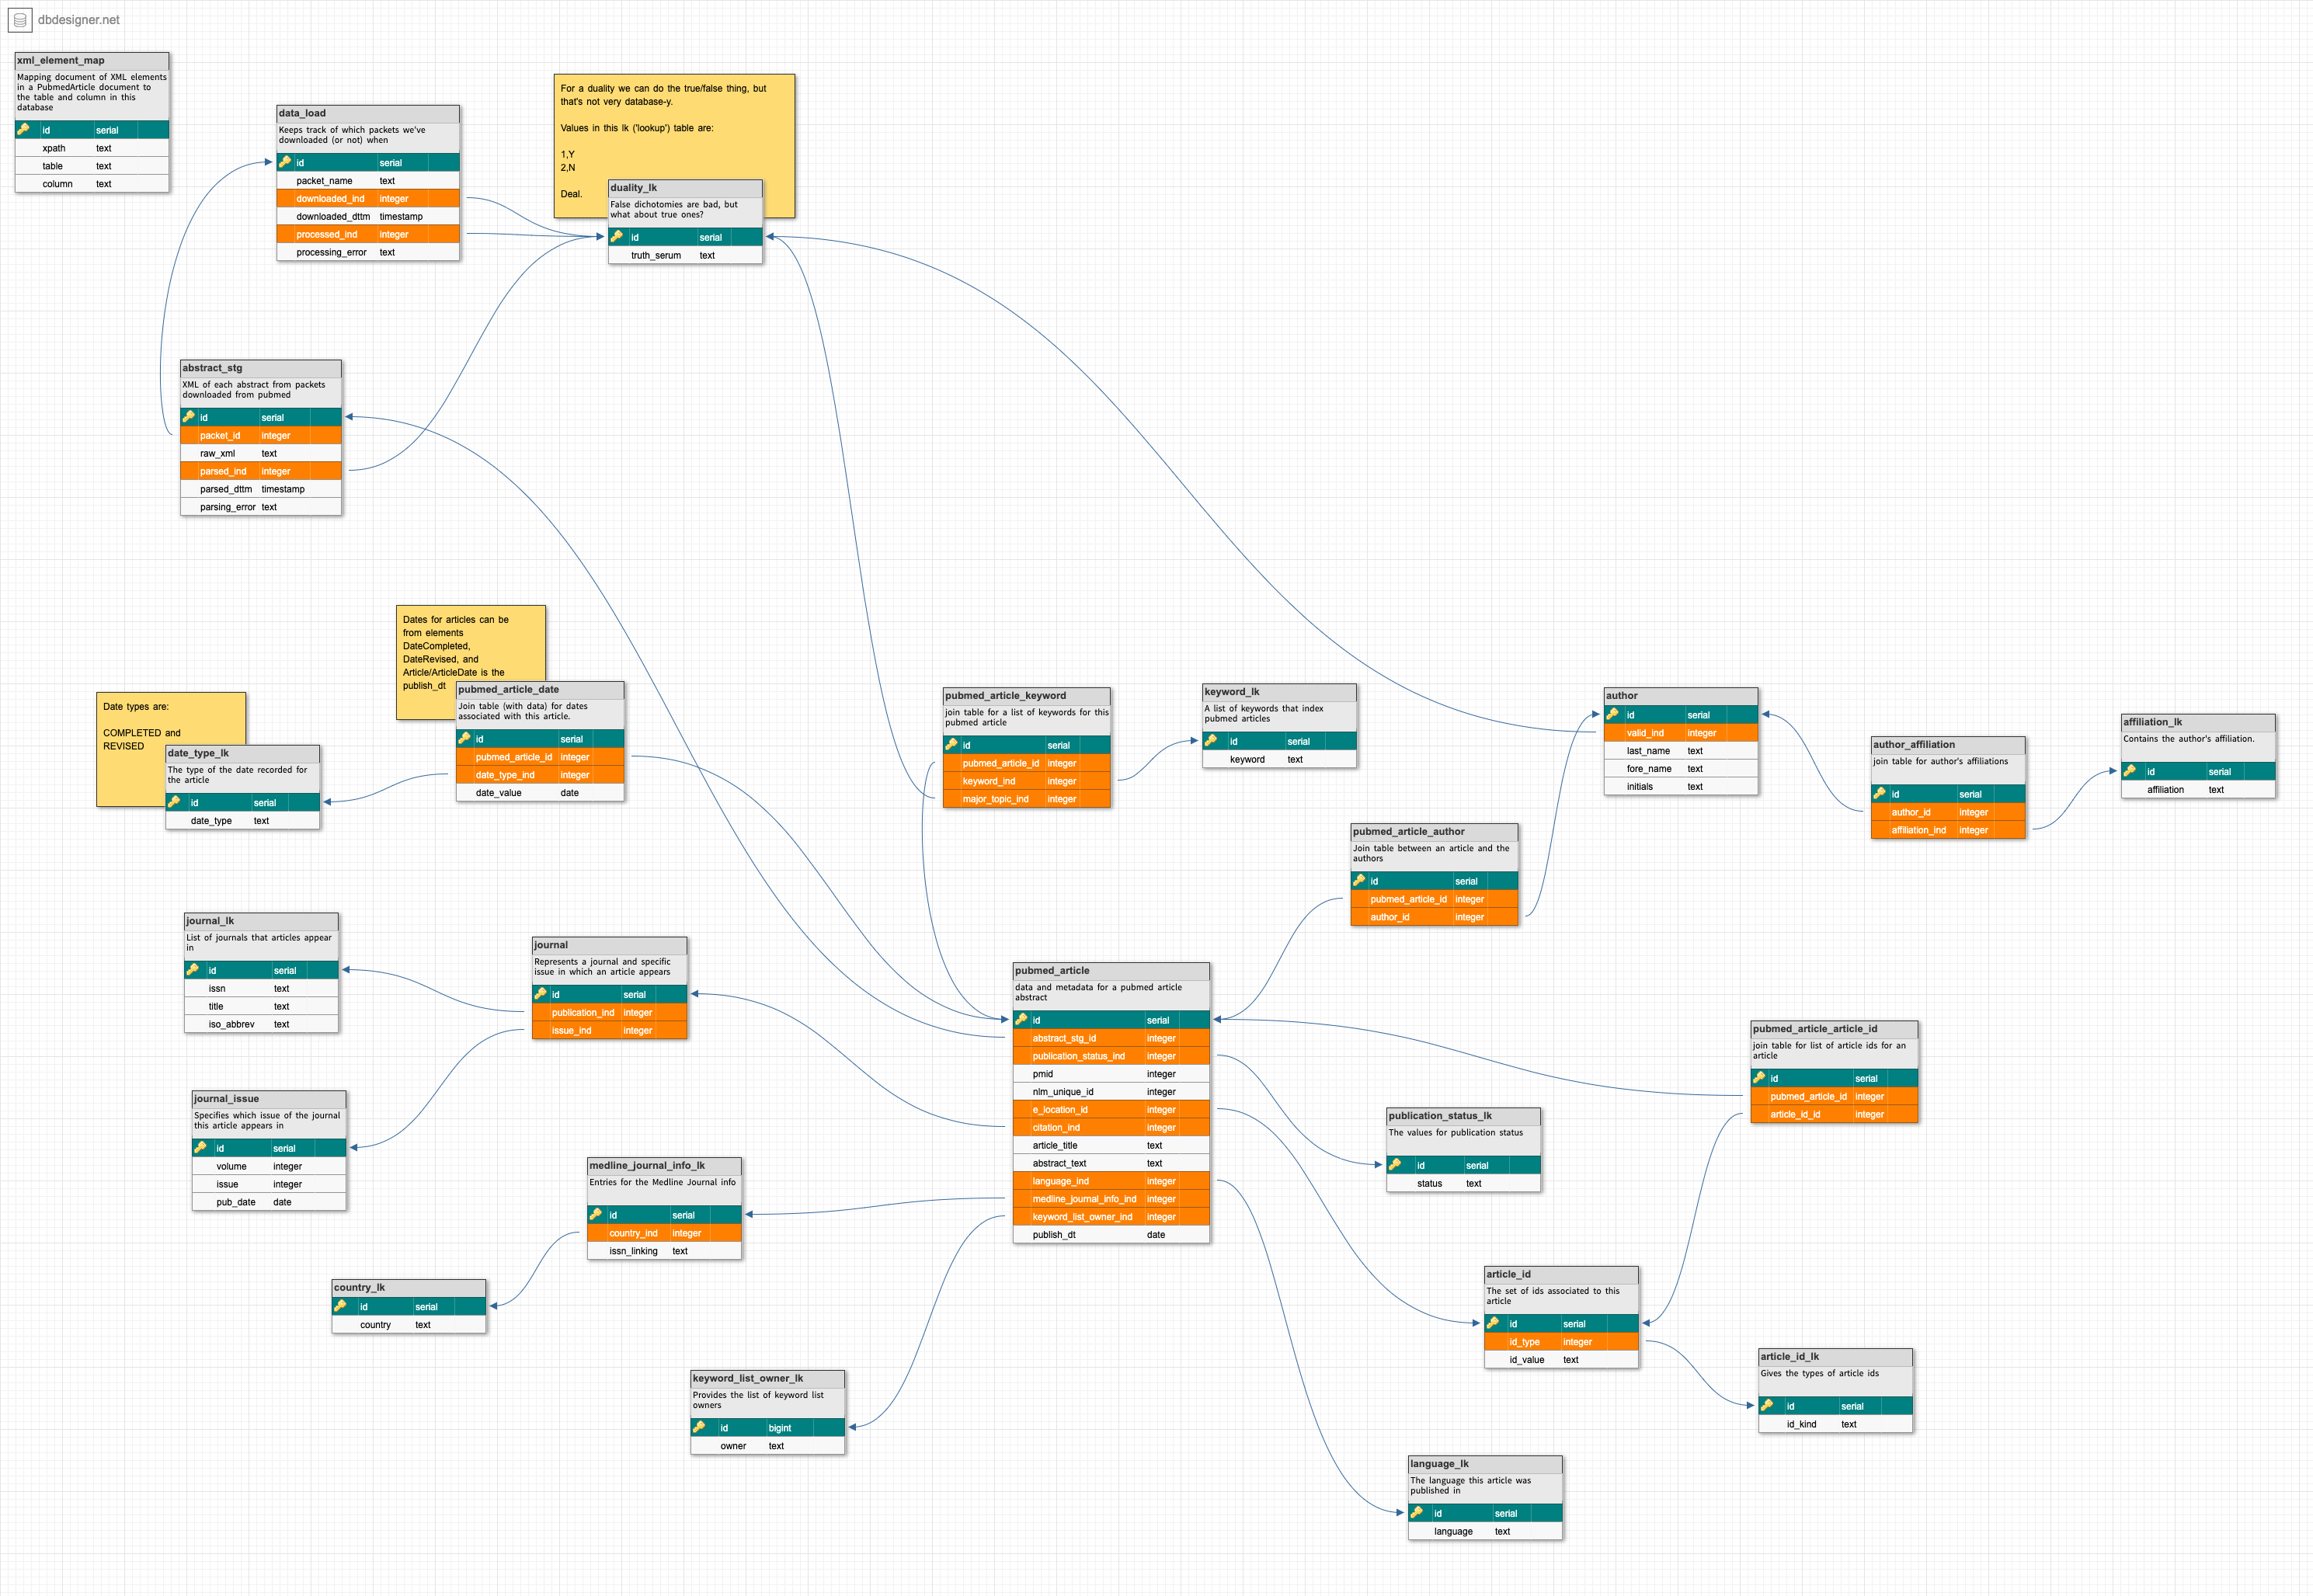 dbdesigner.net
xml_element_map
Mapping document of XML elements
in a PubmedArticle document to
the table and column in this
database
id serial
xpath text
table text
column text
data_load
Keeps track of which packets we've
downloaded (or not) when
id serial
packet_name text
downloaded_ind integer
downloaded_dttm timestamp
processed_ind integer
processing_error text
For a duality we can do the true/false thing, but
that's not very database-y.
Values in this lk ('lookup') table are:
1,Y
2,N
Deal.
duality_lk
False dichotomies are bad, but
what about true ones?
id serial
truth_serum text
abstract_stg
XML of each abstract from packets
downloaded from pubmed
id serial
packet_id integer
raw_xml text
parsed_ind integer
parsed_dttm timestamp
parsing_error text
Dates for articles can be
from elements
DateCompleted,
DateRevised, and
Article/ArticleDate is the
publish_dt
pubmed_article_date
Join table (with data) for dates
associated with this article.
id serial
pubmed_article_id integer
date_type_ind integer
date_value date
Date types are:
COMPLETED and
REVISED
date_type_lk
The type of the date recorded for
the article
id serial
date_type text
pubmed_article_keyword
join table for a list of keywords for this
pubmed article
id serial
pubmed_article_id integer
keyword_ind integer
major_topic_ind integer
keyword_lk
A list of keywords that index
pubmed articles
id serial
keyword text
author
id serial
valid_ind integer
last_name text
fore_name text
initials text
author_affiliation
join table for author's affiliations
id serial
author_id integer
affiliation_ind integer
affiliation_lk
Contains the author's affiliation.
id serial
affiliation text
pubmed_article_author
Join table between an article and the
authors
id serial
pubmed_article_id integer
author_id integer
journal_lk
List of journals that articles appear
in
id serial
issn text
title text
iso_abbrev text
journal
Represents a journal and specific
issue in which an article appears
id serial
publication_ind integer
issue_ind integer
pubmed_article
data and metadata for a pubmed article
abstract
id serial
abstract_stg_id integer
publication_status_ind integer
pmid integer
nlm_unique_id integer
e_location_id integer
citation_ind integer
article_title text
abstract_text text
language_ind integer
medline_journal_info_ind integer
keyword_list_owner_ind integer
publish_dt date
pubmed_article_article_id
join table for list of article ids for an
article
id serial
pubmed_article_id integer
article_id_id integer
journal_issue
Specifies which issue of the journal
this article appears in
id serial
volume integer
issue integer
pub_date date
publication_status_lk
The values for publication status
id serial
status text
medline_journal_info_lk
Entries for the Medline Journal info
id serial
country_ind integer
issn_linking text
country_lk
id serial
country text
article_id
The set of ids associated to this
article
id serial
id_type integer
id_value text
article_id_lk
Gives the types of article ids
id serial
id_kind text
keyword_list_owner_lk
Provides the list of keyword list
owners
id bigint
owner text
language_lk
The language this article was
published in
id serial
language text